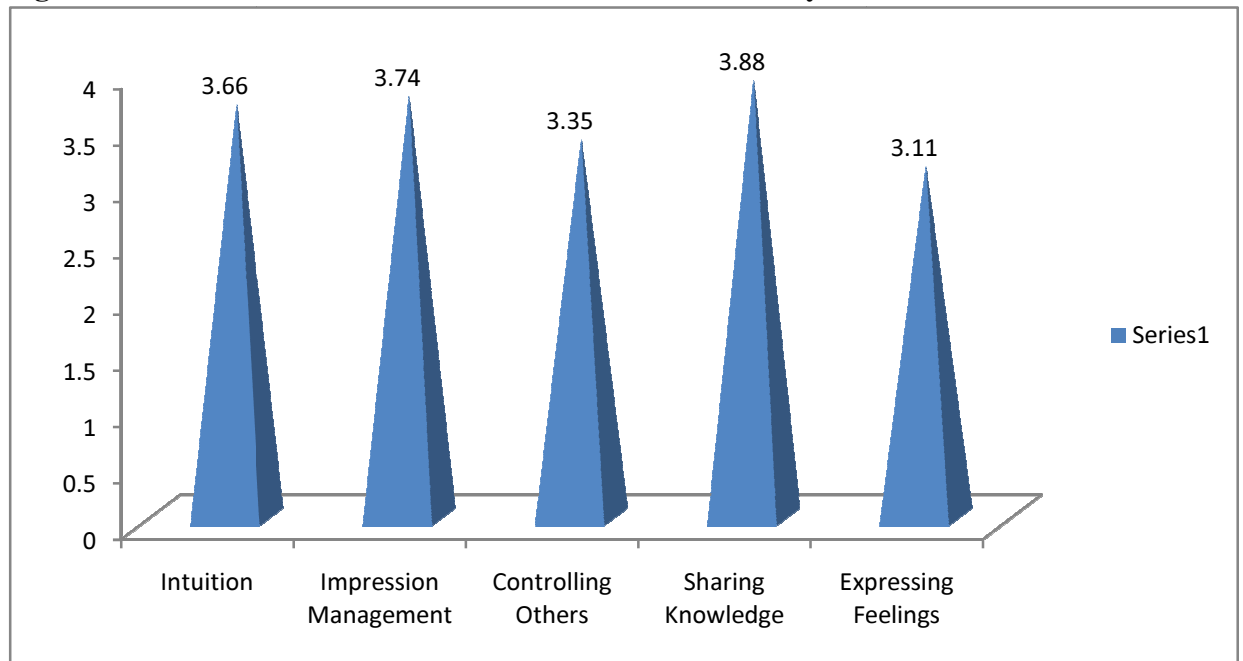 3.66
3.74
3.35
3.88
3.11
4
3.5
3
2.5
2
1.5
1
0.5
0
Intuition
Impression
Management
Controlling
Others
Sharing
Knowledge
Expressing
Feelings
Series1